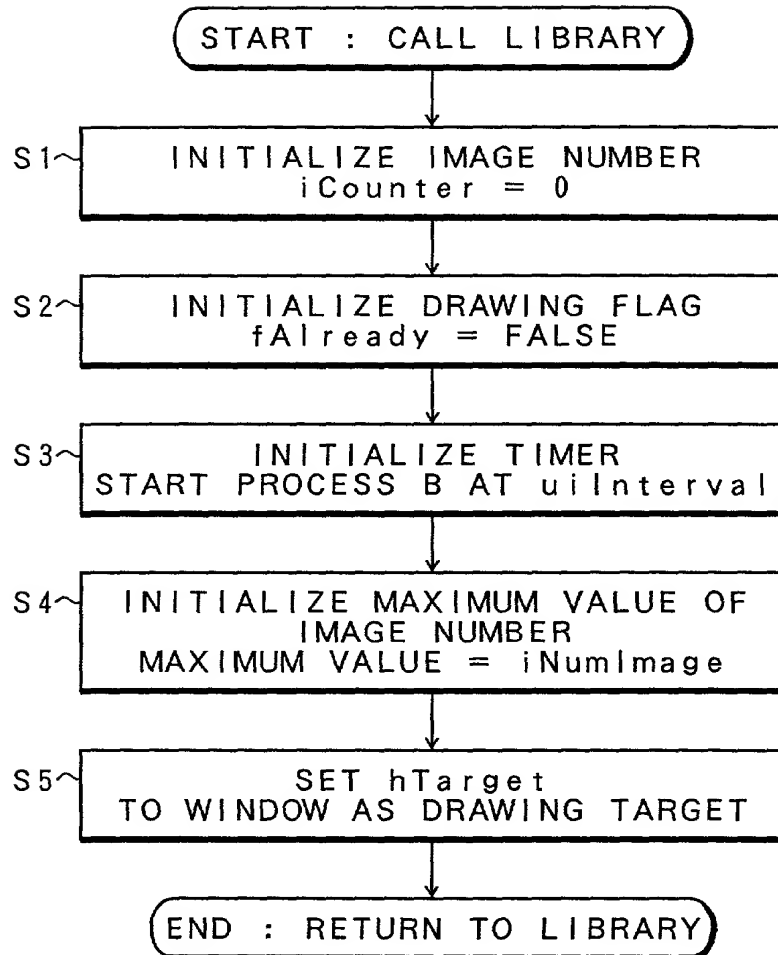 START : CALL LIBRARY
S1
INITIALIZE IMAGE NUMBER
iCounter = 0
S2
INITIALIZE DRAWING FLAG
fAlready = FALSE
S3
INITIALIZE TIMER
START PROCESS B AT uiInterval
S4
INITIALIZE MAXIMUM VALUE OF
IMAGE NUMBER
MAXIMUM VALUE = iNumImage
S5
SET hTarget
TO WINDOW AS DRAWING TARGET
END : RETURN TO LIBRARY